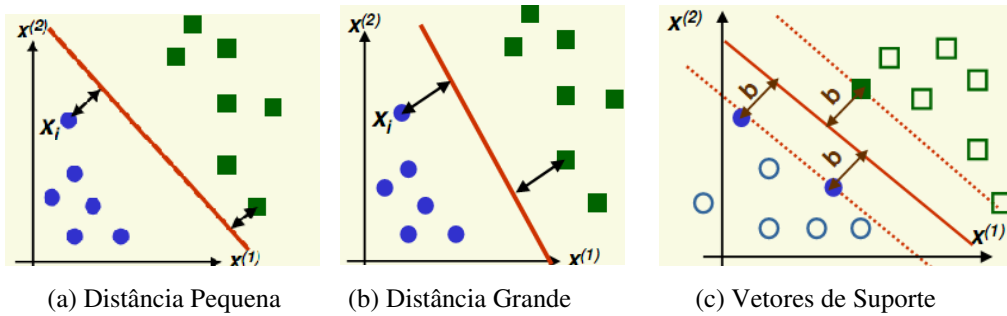 X(2)
Xi
X(1)
(a) Distância Pequena
X(2)
Xi
X(1)
(b) Distância Grande
X(2)
b
b
b
X(1)
(c) Vetores de Suporte